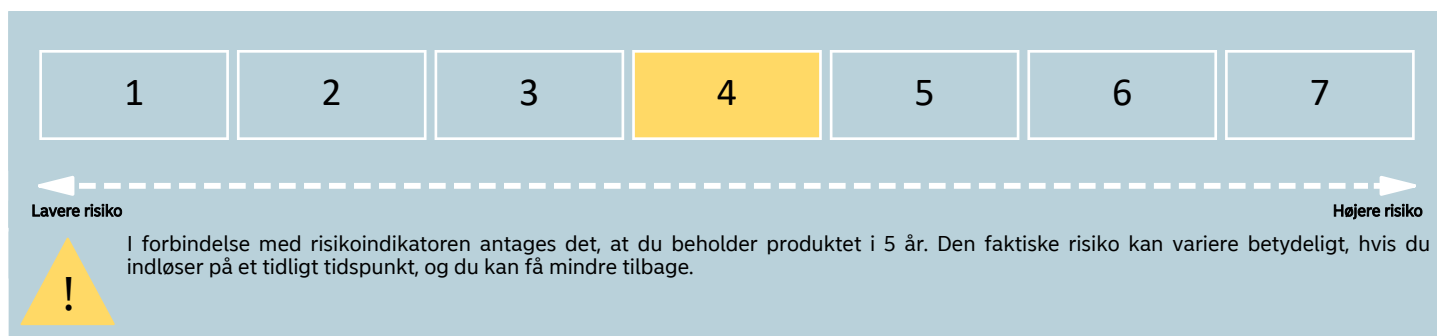 1 2 3 4 5 6 7
Lavere risiko Højere risiko
I forbindelse med risikoindikatoren antages det, at du beholder produktet i 5 år. Den faktiske risiko kan variere betydeligt, hvis du
indløser på et tidligt tidspunkt, og du kan få mindre tilbage.
!